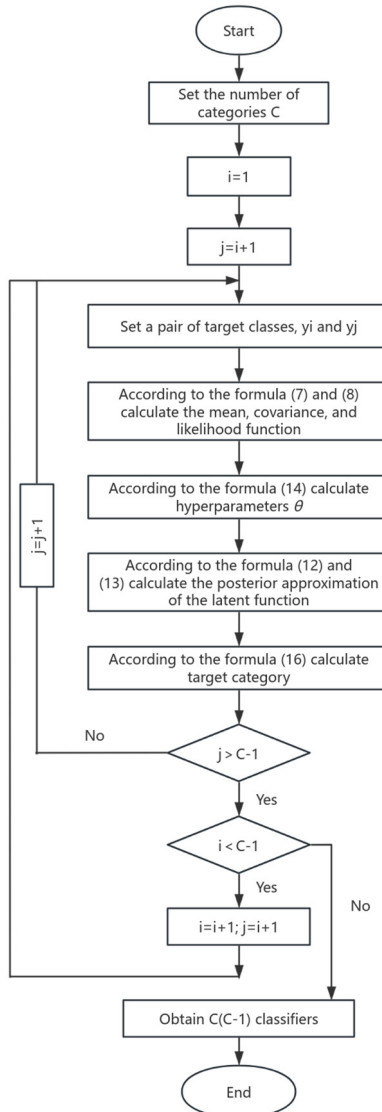 Start
Set the number of
categories C
i=1
j=i+1
Set a pair of target classes, yi and yj
According to the formula (7) and (8)
calculate the mean, covariance, and
likelihood function
j=j+1
According to the formula (14) calculate
hyperparameters θ
According to the formula (12) and
(13) calculate the posterior approximation
of the latent function
According to the formula (16) calculate
target category
No
j > C-1
Yes
i < C-1
Yes
No
i=i+1; j=i+1
Obtain C(C-1) classifiers
End